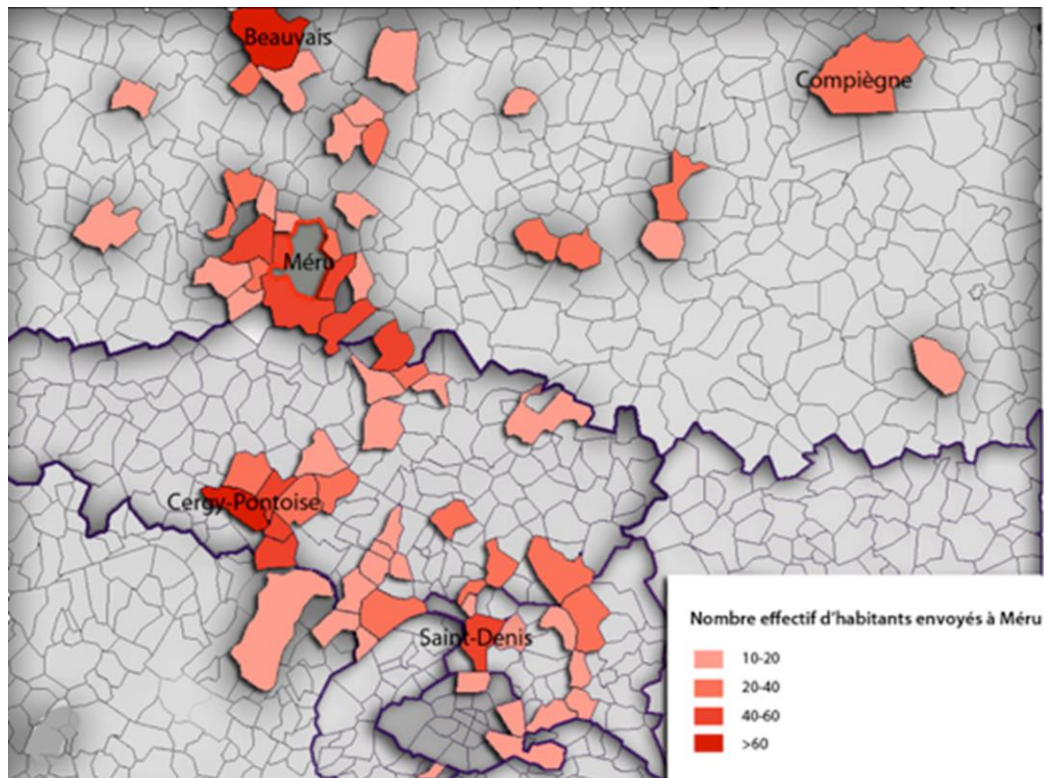 Beauvais
Compiègne
Méru
Cergy-Pontoise
Saint-Denis
Nombre effectif d'habitants envoyés à Méru
10-20
20-40
40-60
>60